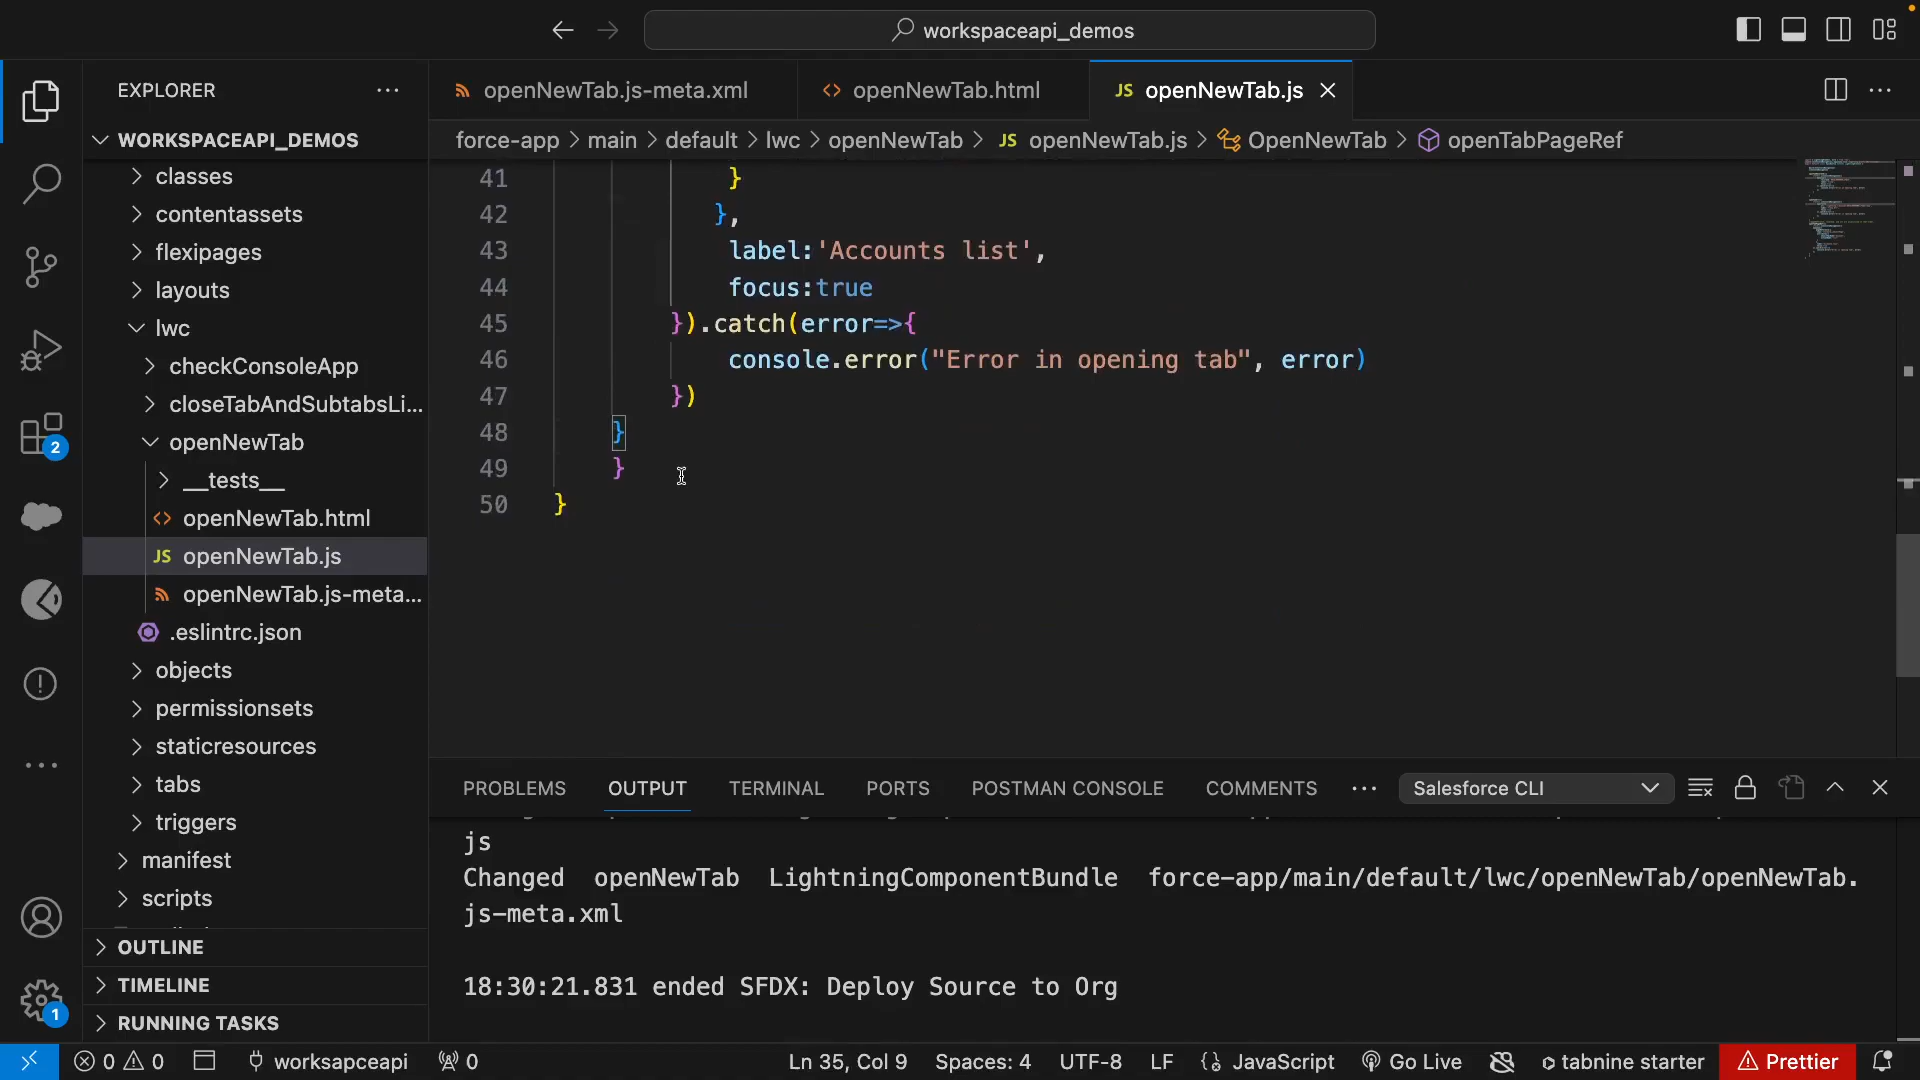 workspaceapi_demos
EXPLORER
WORKSPACEAPI_DEMOS
classes
contentassets
flexipages
layouts
lwc
checkConsoleApp
closeTabAndSubtabsLi...
openNewTab
__tests__
openNewTab.html
JS openNewTab.js
openNewTab.js-meta...
.eslintrc.json
objects
permissionsets
staticresources
tabs
triggers
manifest
scripts
OUTLINE
TIMELINE
RUNNING TASKS
2
1
openNewTab.js-meta.xml
openNewTab.html
JS openNewTab.js
force-app > main > default > lwc > openNewTab > JS openNewTab.js > OpenNewTab > openTabPageRef
41 }
42 },
43 label:'Accounts list',
44 focus:true
45 }).catch(error=>{
46 console.error("Error in opening tab", error)
47 })
48 }
49 }
50 }
PROBLEMS OUTPUT TERMINAL PORTS POSTMAN CONSOLE COMMENTS ... Salesforce CLI
js
Changed openNewTab LightningComponentBundle force-app/main/default/lwc/openNewTab/openNewTab.
js-meta.xml
18:30:21.831 ended SFDX: Deploy Source to Org
0 0 worksapceapi 0 Ln 35, Col 9 Spaces: 4 UTF-8 LF {} JavaScript Go Live tabnine starter Prettier